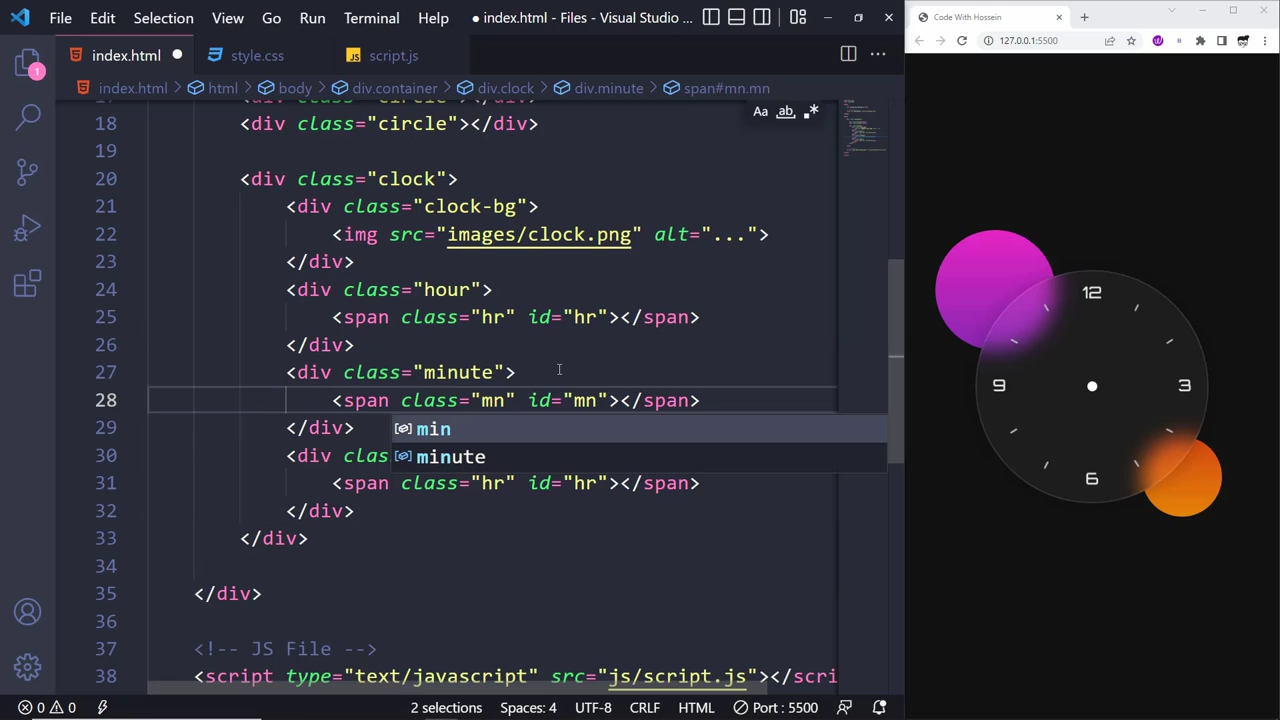 File Edit Selection View Go Run Terminal Help ● index.html - Files - Visual Studio ...
index.html style.css script.js
index.html html body div.container div.clock div.minute span#mn.mn
Aa ab
18 <div class="circle"></div>
19
20 <div class="clock">
21 <div class="clock-bg">
22 <img src="images/clock.png" alt="...">
23 </div>
24 <div class="hour">
25 <span class="hr" id="hr"></span>
26 </div>
27 <div class="minute">
28 <span class="mn" id="mn"></span>
29 </div>
min
minute
30 <div clas
31 <span class="hr" id="hr"></span>
32 </div>
33 </div>
34
35 </div>
36
37 <!-- JS File -->
38 <script type="text/javascript" src="js/script.js"></scri
1
0 0 2 selections Spaces: 4 UTF-8 CRLF HTML Port : 5500
Code With Hossein
127.0.0.1:5500
12
9 3
6